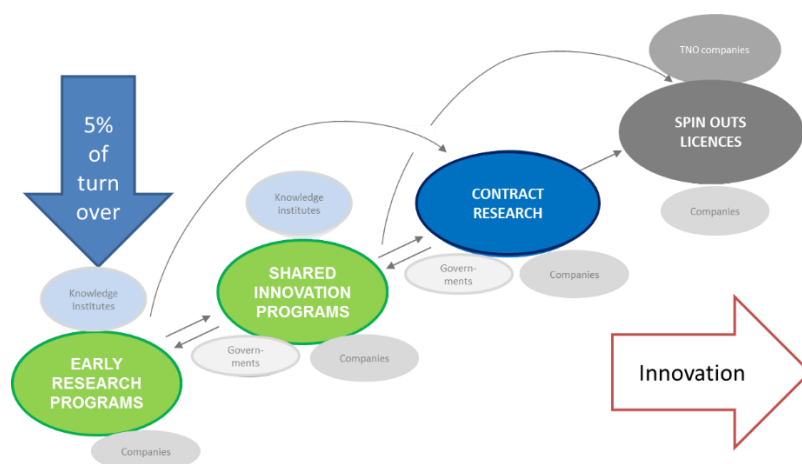 5%
of
turn
over
Knowledge
institutes
EARLY
RESEARCH
PROGRAMS
Companies
Knowledge
institutes
SHARED
INNOVATION
PROGRAMS
Govern-
ments
Companies
CONTRACT
RESEARCH
Govern-
ments
Companies
TNO companies
SPIN OUTS
LICENCES
Companies
Innovation